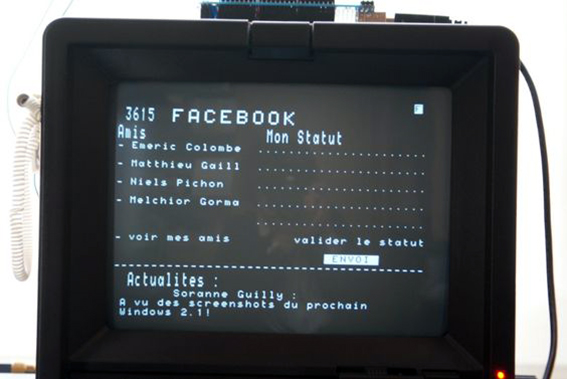 3615 FACEBOOK F
Amis Mon Statut
- Emeric Colombe
- Matthieu Gaill
- Niels Pichon
- Melchior Gorma
- voir mes amis valider le statut
ENVOI
Actualites :
Soranne Guilly :
A vu des screenshots du prochain
Windows 2.1!